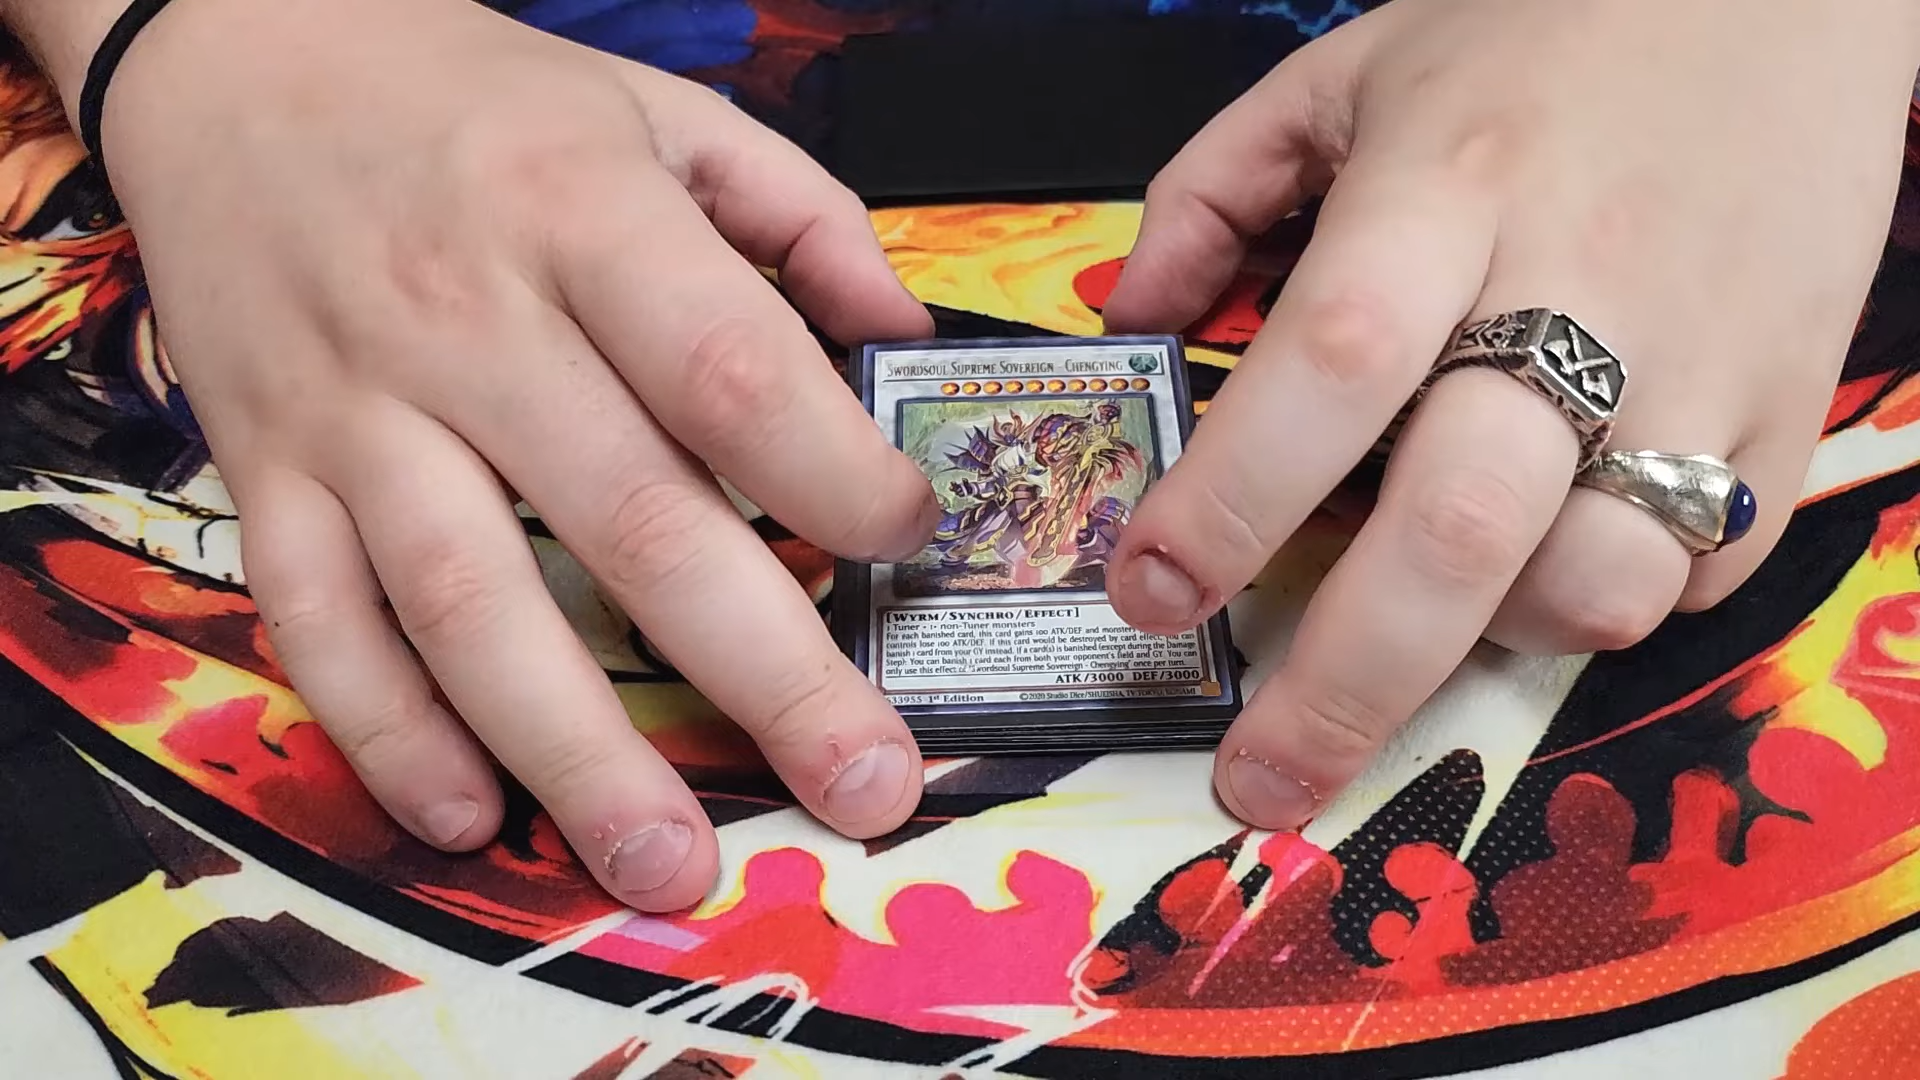 Swordsoul Supreme Sovereign - Chengying
[Wyrm/Synchro/Effect]
1 Tuner + 1+ non-Tuner monsters
For each banished card, this card gains 100 ATK/DEF and monsters
controls lose 100 ATK/DEF. If this card would be destroyed by card effect, you can
banish 1 card from your GY instead. If a card(s) is banished (except during the Damage
Step): You can banish 1 card each from both your opponent's field and GY. You can
only use this effect of "Swordsoul Supreme Sovereign - Chengying" once per turn.
ATK/3000 DEF/3000
33955 1st Edition ©2020 Studio Dice/SHUEISHA, TV TOKYO, KONAMI